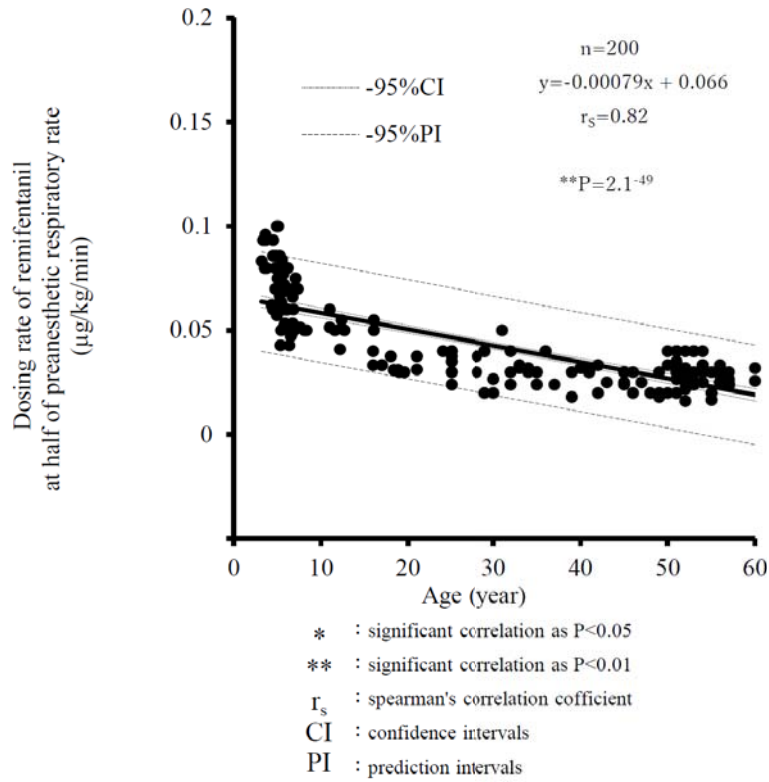 Dosing rate of remifentanil
at half of preanesthetic respiratory rate
(μg/kg/min)
0.2
0.15
0.1
0.05
0
-95%CI
-95%PI
n=200
y=-0.00079x + 0.066
rS=0.82
**P=2.1-49
0 10 20 30 40 50 60
Age (year)
* : significant correlation as P<0.05
** : significant correlation as P<0.01
rs : spearman's correlation cofficient
CI : confidence intervals
PI : prediction intervals